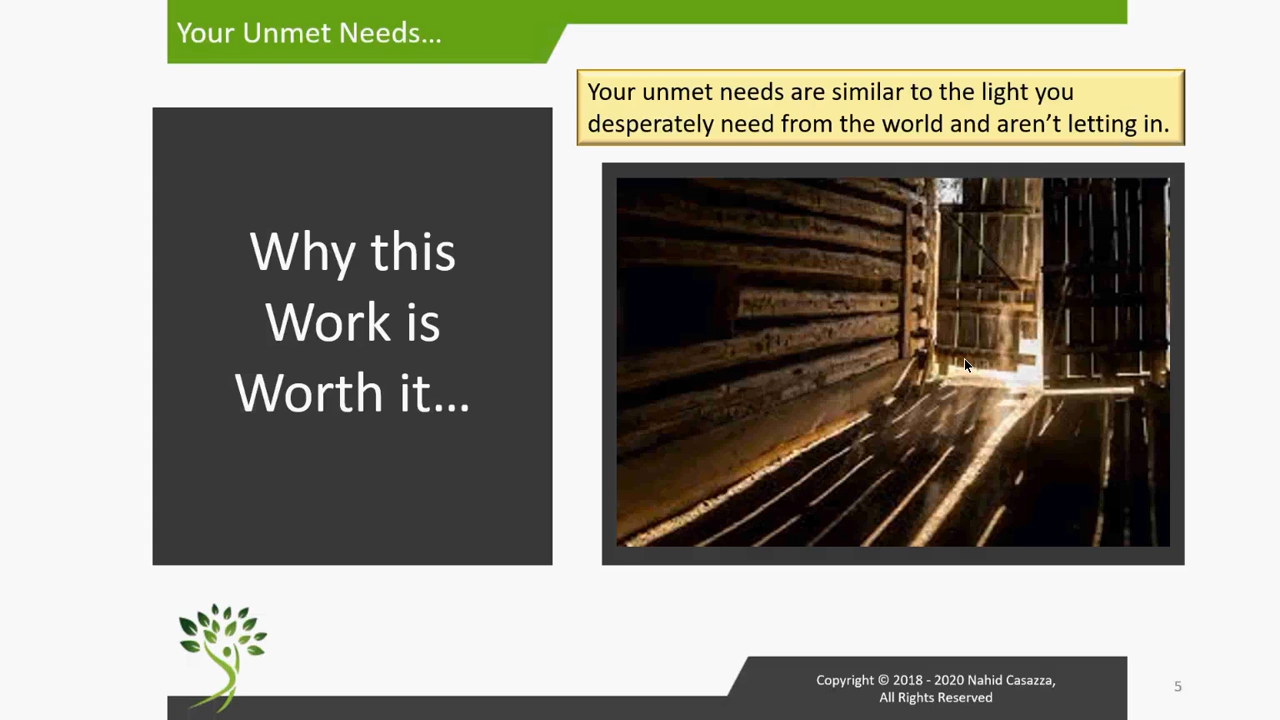 Your Unmet Needs...
Your unmet needs are similar to the light you
desperately need from the world and aren't letting in.
Why this
Work is
Worth it...
Copyright © 2018 - 2020 Nahid Casazza,
All Rights Reserved
5